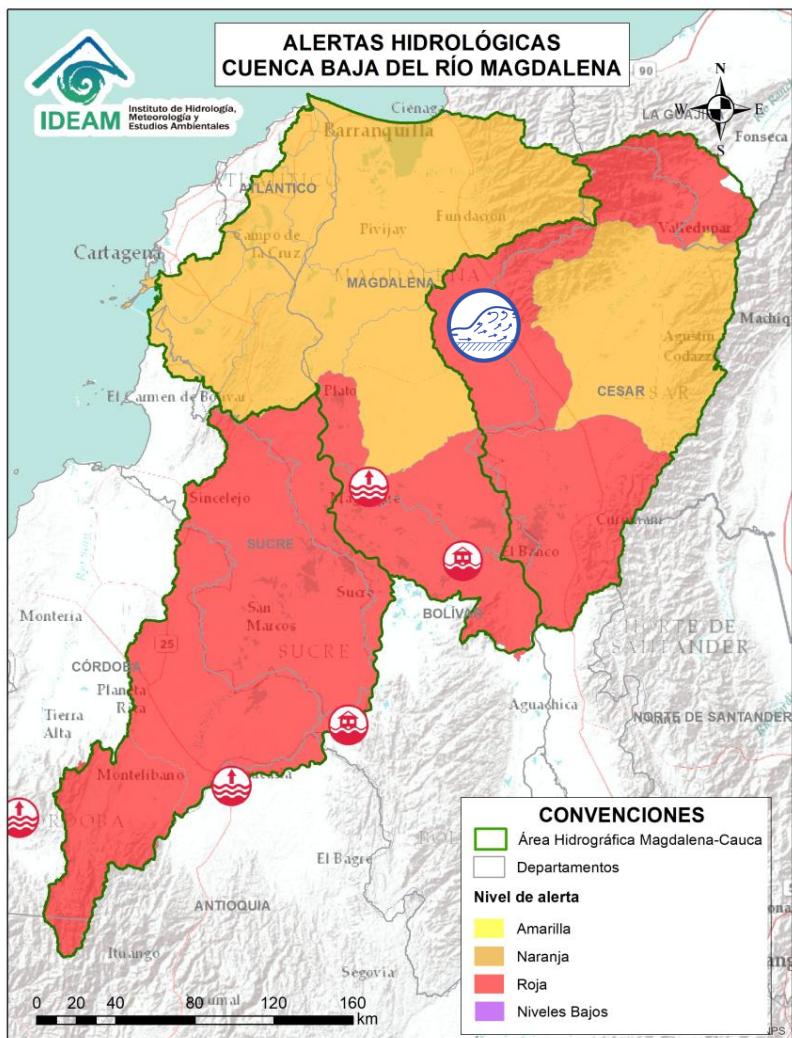 ALERTAS HIDROLÓGICAS
CUENCA BAJA DEL RÍO MAGDALENA
IDEAM
Instituto de Hidrología,
Meteorología y
Estudios Ambientales
N
W E
S
90
Ciénaga
LA GUAJIRA
Fonseca
Barranquilla
ATLÁNTICO
Valledupar
Fundación
Pivijay
Campo de
la Cruz
Cartagena
MAGDALENA
MAGDALENA
Machiq
Agustín
Codazzi
CESAR
El Carmen de Bolívar
Plato
Sincelejo
Curumaní
SUCRE
El Banco
Sucre
BOLÍVAR
San
Marcos
SUCRE
Montería
25
CÓRDOBA
Planeta
Rica
Tierra
Alta
NORTE DE
SANTANDER
Aguachica
NORTE DE SANTANDER
Montelíbano
El Bagre
ANTIOQUIA
Ituango
Segovia
CONVENCIONES
Área Hidrográfica Magdalena-Cauca
Departamentos
Nivel de alerta
Amarilla
Naranja
Roja
Niveles Bajos
0 20 40 80 120 160
km